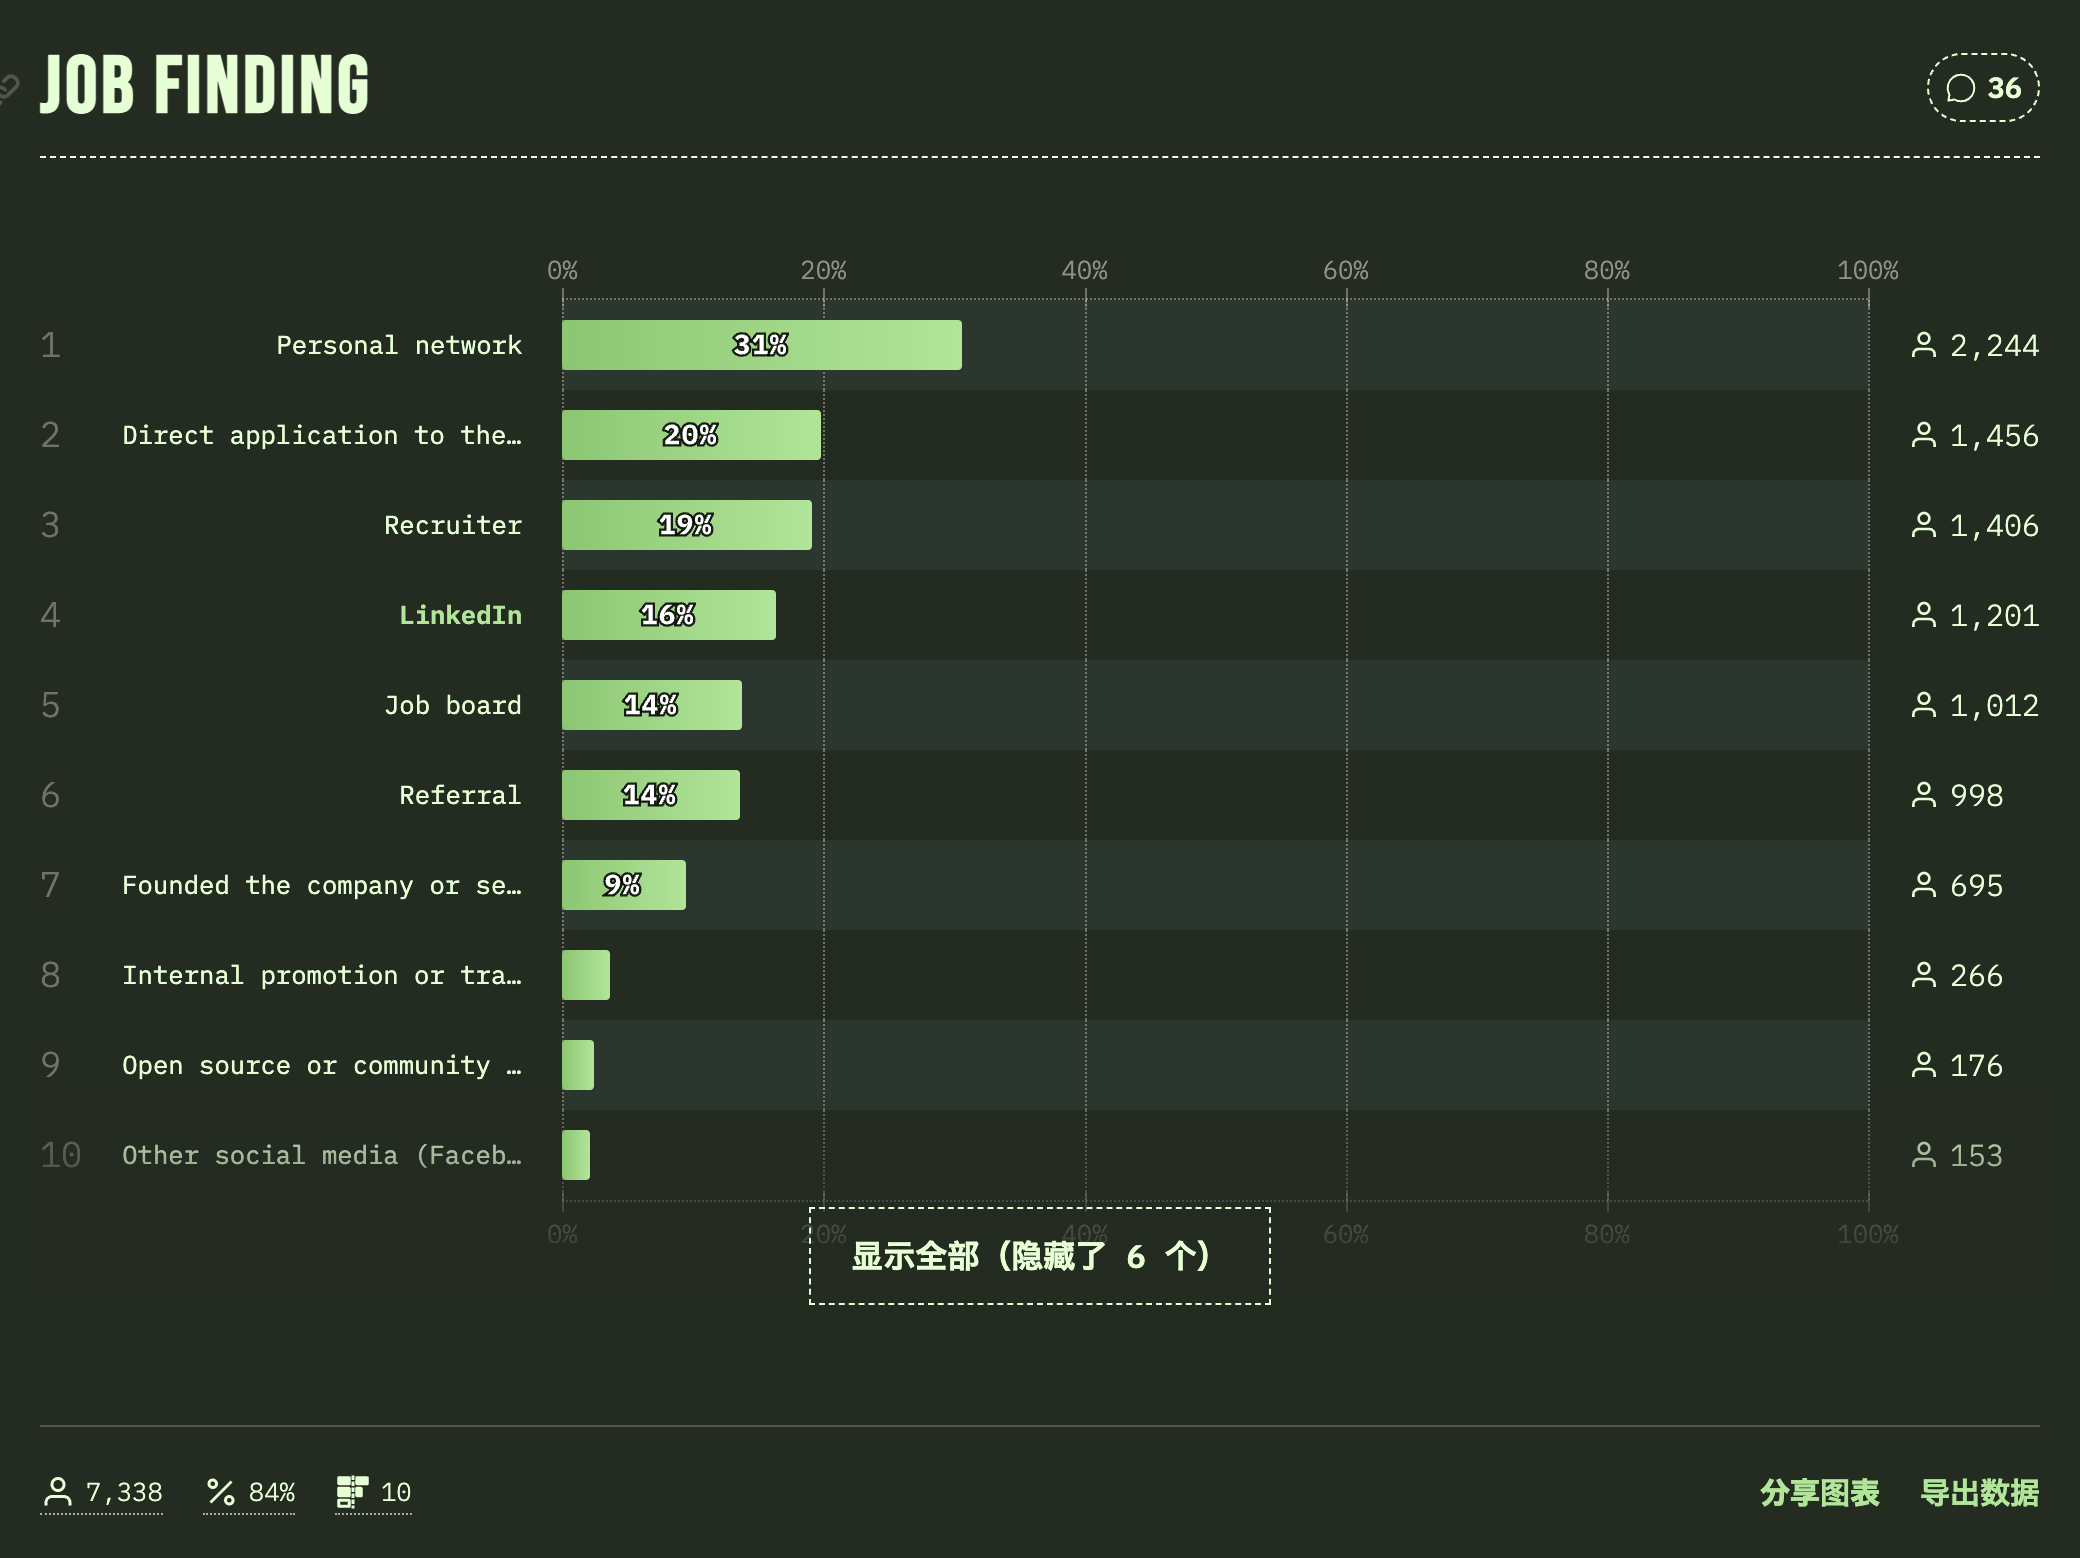 JOB FINDING
36
0% 20% 40% 60% 80% 100%
1 Personal network 31% 2,244
2 Direct application to the… 20% 1,456
3 Recruiter 19% 1,406
4 LinkedIn 16% 1,201
5 Job board 14% 1,012
6 Referral 14% 998
7 Founded the company or se… 9% 695
8 Internal promotion or tra… 266
9 Open source or community … 176
10 Other social media (Faceb… 153
0% 20% 40% 60% 80% 100%
显示全部（隐藏了 6 个）
7,338 84% 10 分享图表 导出数据